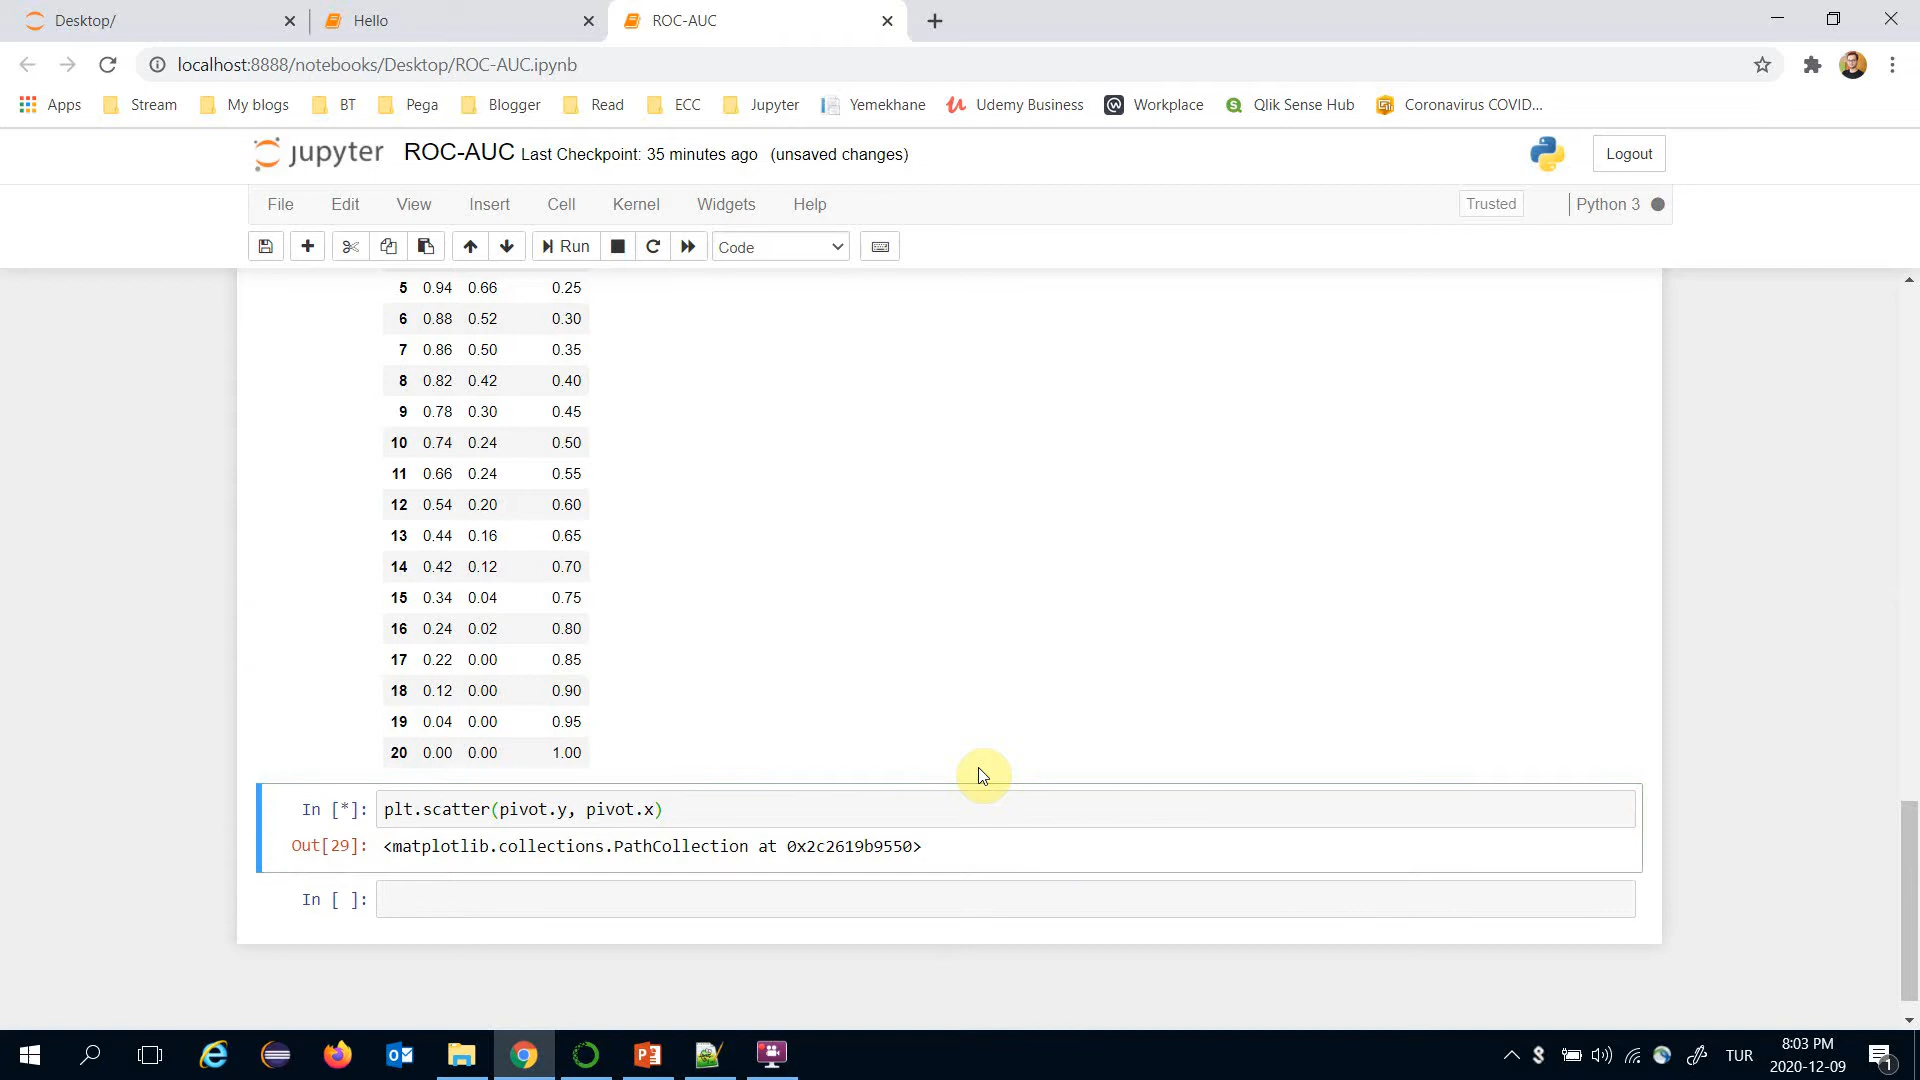 Desktop/
Hello
ROC-AUC
localhost:8888/notebooks/Desktop/ROC-AUC.ipynb
Apps Stream My blogs BT Pega Blogger Read ECC Jupyter Yemekhane Udemy Business Workplace Qlik Sense Hub Coronavirus COVID...
jupyter ROC-AUC Last Checkpoint: 35 minutes ago (unsaved changes) Logout
File Edit View Insert Cell Kernel Widgets Help Trusted Python 3
Run Code
5 0.94 0.66 0.25
6 0.88 0.52 0.30
7 0.86 0.50 0.35
8 0.82 0.42 0.40
9 0.78 0.30 0.45
10 0.74 0.24 0.50
11 0.66 0.24 0.55
12 0.54 0.20 0.60
13 0.44 0.16 0.65
14 0.42 0.12 0.70
15 0.34 0.04 0.75
16 0.24 0.02 0.80
17 0.22 0.00 0.85
18 0.12 0.00 0.90
19 0.04 0.00 0.95
20 0.00 0.00 1.00
In [*]: plt.scatter(pivot.y, pivot.x)
Out[29]: <matplotlib.collections.PathCollection at 0x2c2619b9550>
In [ ]:
TUR
8:03 PM
2020-12-09
1